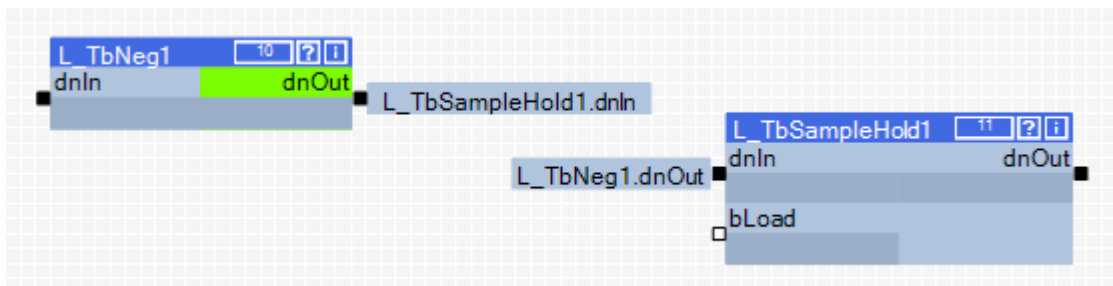 L_TbNeg1 10 ? i
dnIn dnOut
L_TbSampleHold1.dnIn
L_TbSampleHold1 11 ? i
L_TbNeg1.dnOut dnIn dnOut
bLoad